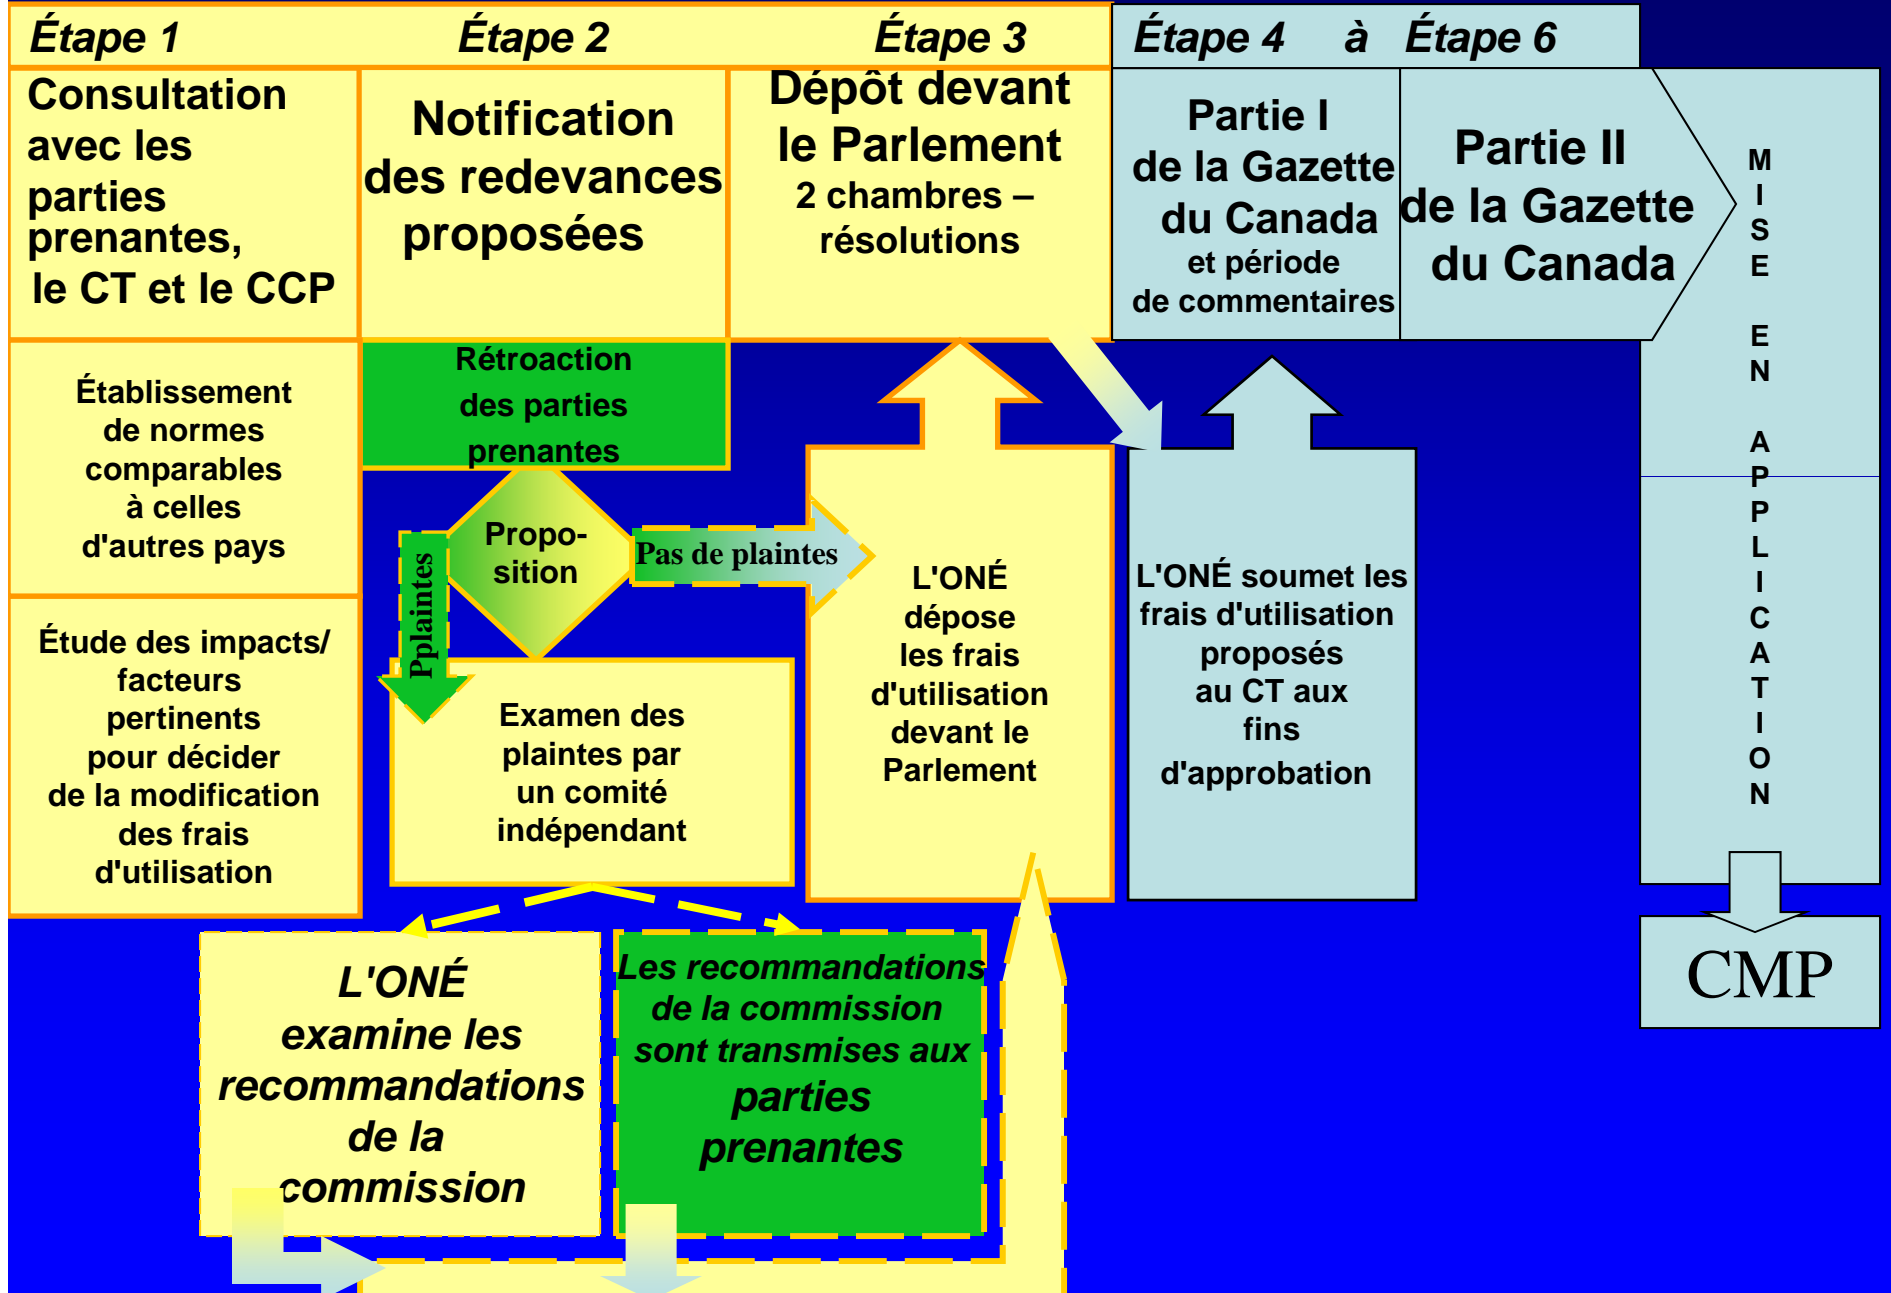 Étape 1
Étape 2
Étape 3
Étape 4 à Étape 6
Consultation
avec les
parties
prenantes,
le CT et le CCP
Notification
des redevances
proposées
Dépôt devant
le Parlement
2 chambres –
résolutions
Partie I
de la Gazette
du Canada
et période
de commentaires
Partie II
de la Gazette
du Canada
MISE EN APPLICATION
Établissement
de normes
comparables
à celles
d'autres pays
Étude des impacts/
facteurs
pertinents
pour décider
de la modification
des frais
d'utilisation
Rétroaction
des parties
prenantes
Propo-
sition
Pplaintes
Pas de plaintes
Examen des
plaintes par
un comité
indépendant
L'ONÉ
dépose
les frais
d'utilisation
devant le
Parlement
L'ONÉ soumet les
frais d'utilisation
proposés
au CT aux
fins
d'approbation
L'ONÉ
examine les
recommandations
de la
commission
Les recommandations
de la commission
sont transmises aux
parties
prenantes
CMP